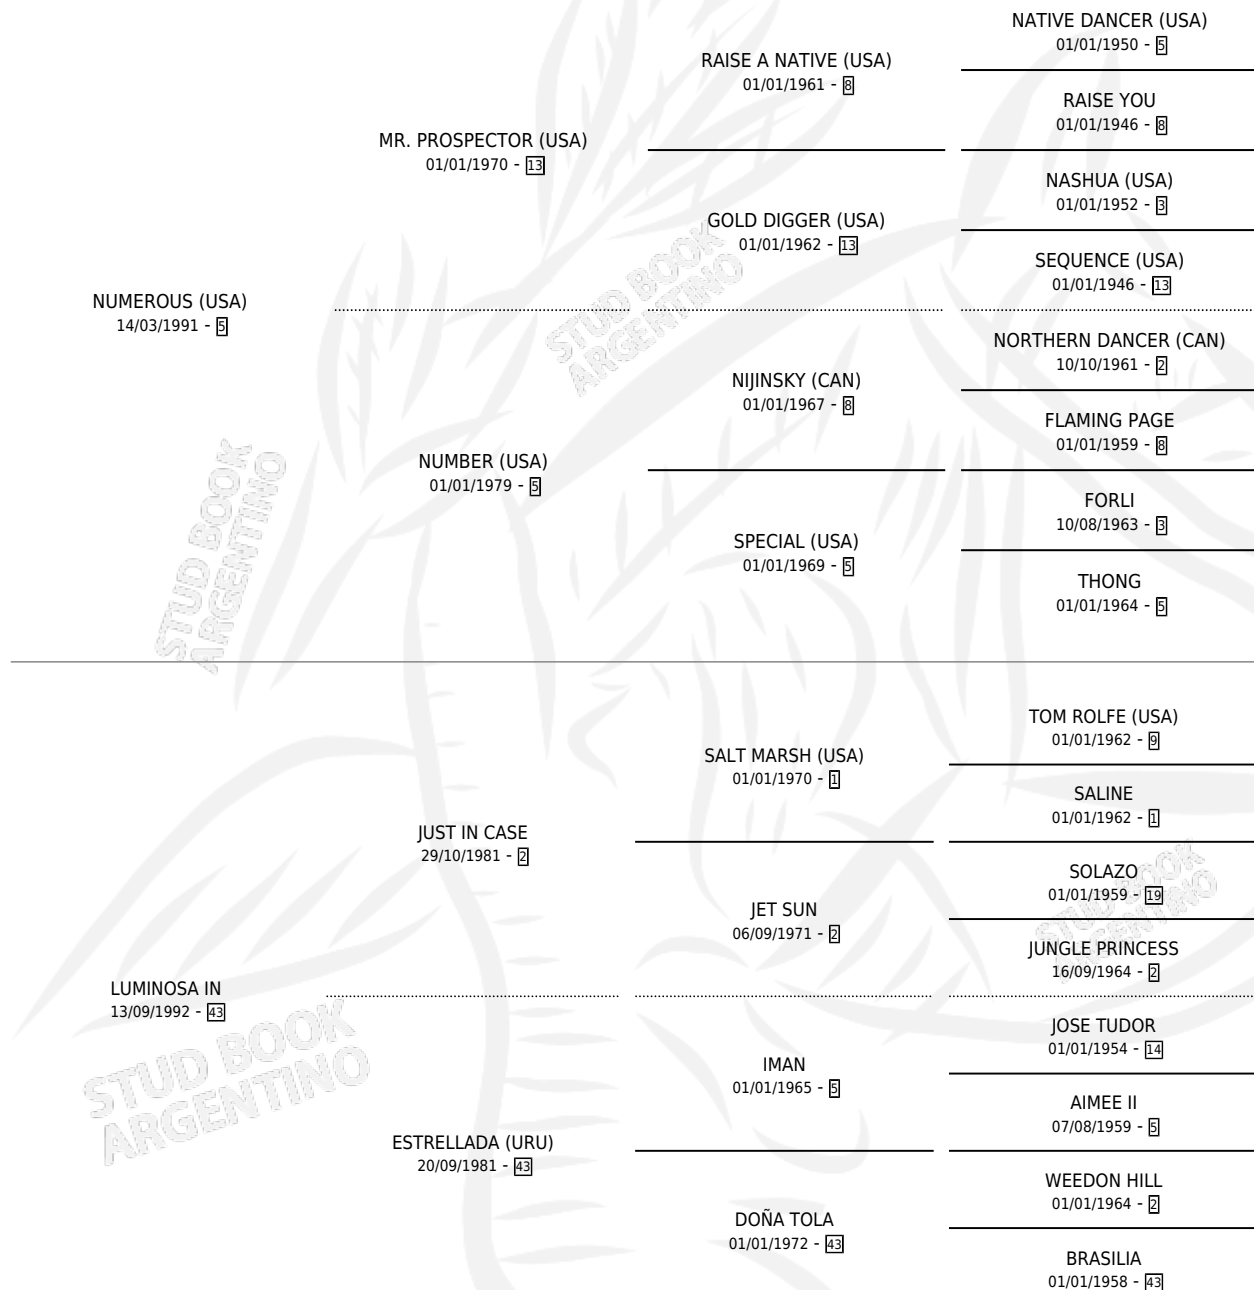 NATIVE DANCER (USA)
01/01/1950 - 5
RAISE A NATIVE (USA)
01/01/1961 - 8
RAISE YOU
01/01/1946 - 8
MR. PROSPECTOR (USA)
01/01/1970 - 13
NASHUA (USA)
01/01/1952 - 3
GOLD DIGGER (USA)
01/01/1962 - 13
SEQUENCE (USA)
01/01/1946 - 13
NUMEROUS (USA)
14/03/1991 - 5
STUD BOOK
ARGENTINO
NORTHERN DANCER (CAN)
10/10/1961 - 2
NIJINSKY (CAN)
01/01/1967 - 8
FLAMING PAGE
01/01/1959 - 8
NUMBER (USA)
01/01/1979 - 5
FORLI
10/08/1963 - 3
SPECIAL (USA)
01/01/1969 - 5
THONG
01/01/1964 - 5
STUD BOOK
ARGENTINO
TOM ROLFE (USA)
01/01/1962 - 9
SALT MARSH (USA)
01/01/1970 - 1
SALINE
01/01/1962 - 1
JUST IN CASE
29/10/1981 - 2
SOLAZO
01/01/1959 - 19
JET SUN
06/09/1971 - 2
JUNGLE PRINCESS
16/09/1964 - 2
STUD BOOK
ARGENTINO
LUMINOSA IN
13/09/1992 - 43
JOSE TUDOR
01/01/1954 - 14
IMAN
01/01/1965 - 5
AIMEE II
07/08/1959 - 5
ESTRELLADA (URU)
20/09/1981 - 43
WEEDON HILL
01/01/1964 - 2
DOÑA TOLA
01/01/1972 - 43
BRASILIA
01/01/1958 - 43
STUD BOOK
ARGENTINO